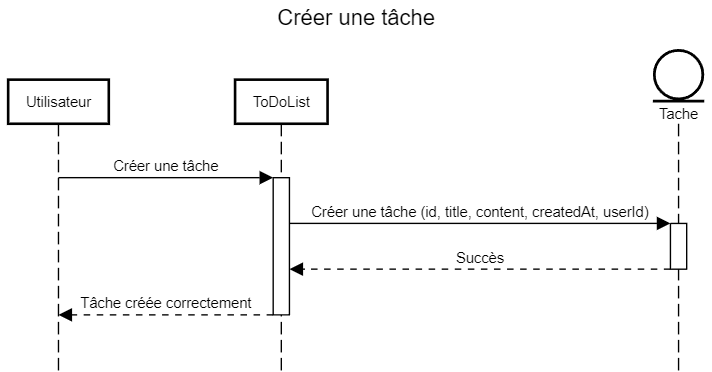 Créer une tâche
Utilisateur
ToDoList
Tache
Créer une tâche
Créer une tâche (id, title, content, createdAt, userId)
Succès
Tâche créée correctement